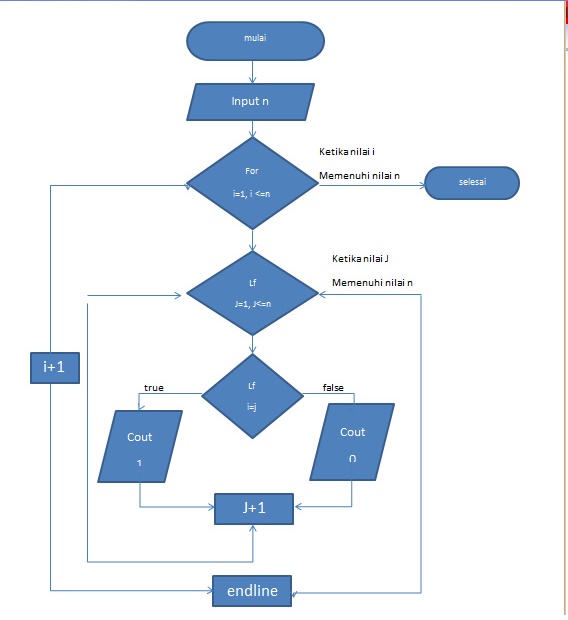 mulai
Input n
Ketika nilai i
Memenuhi nilai n
For
i=1, i <=n
selesai
Ketika nilai J
Memenuhi nilai n
Lf
J=1, J<=n
i+1
true
Lf
i=j
false
Cout
1
Cout
0
J+1
endline